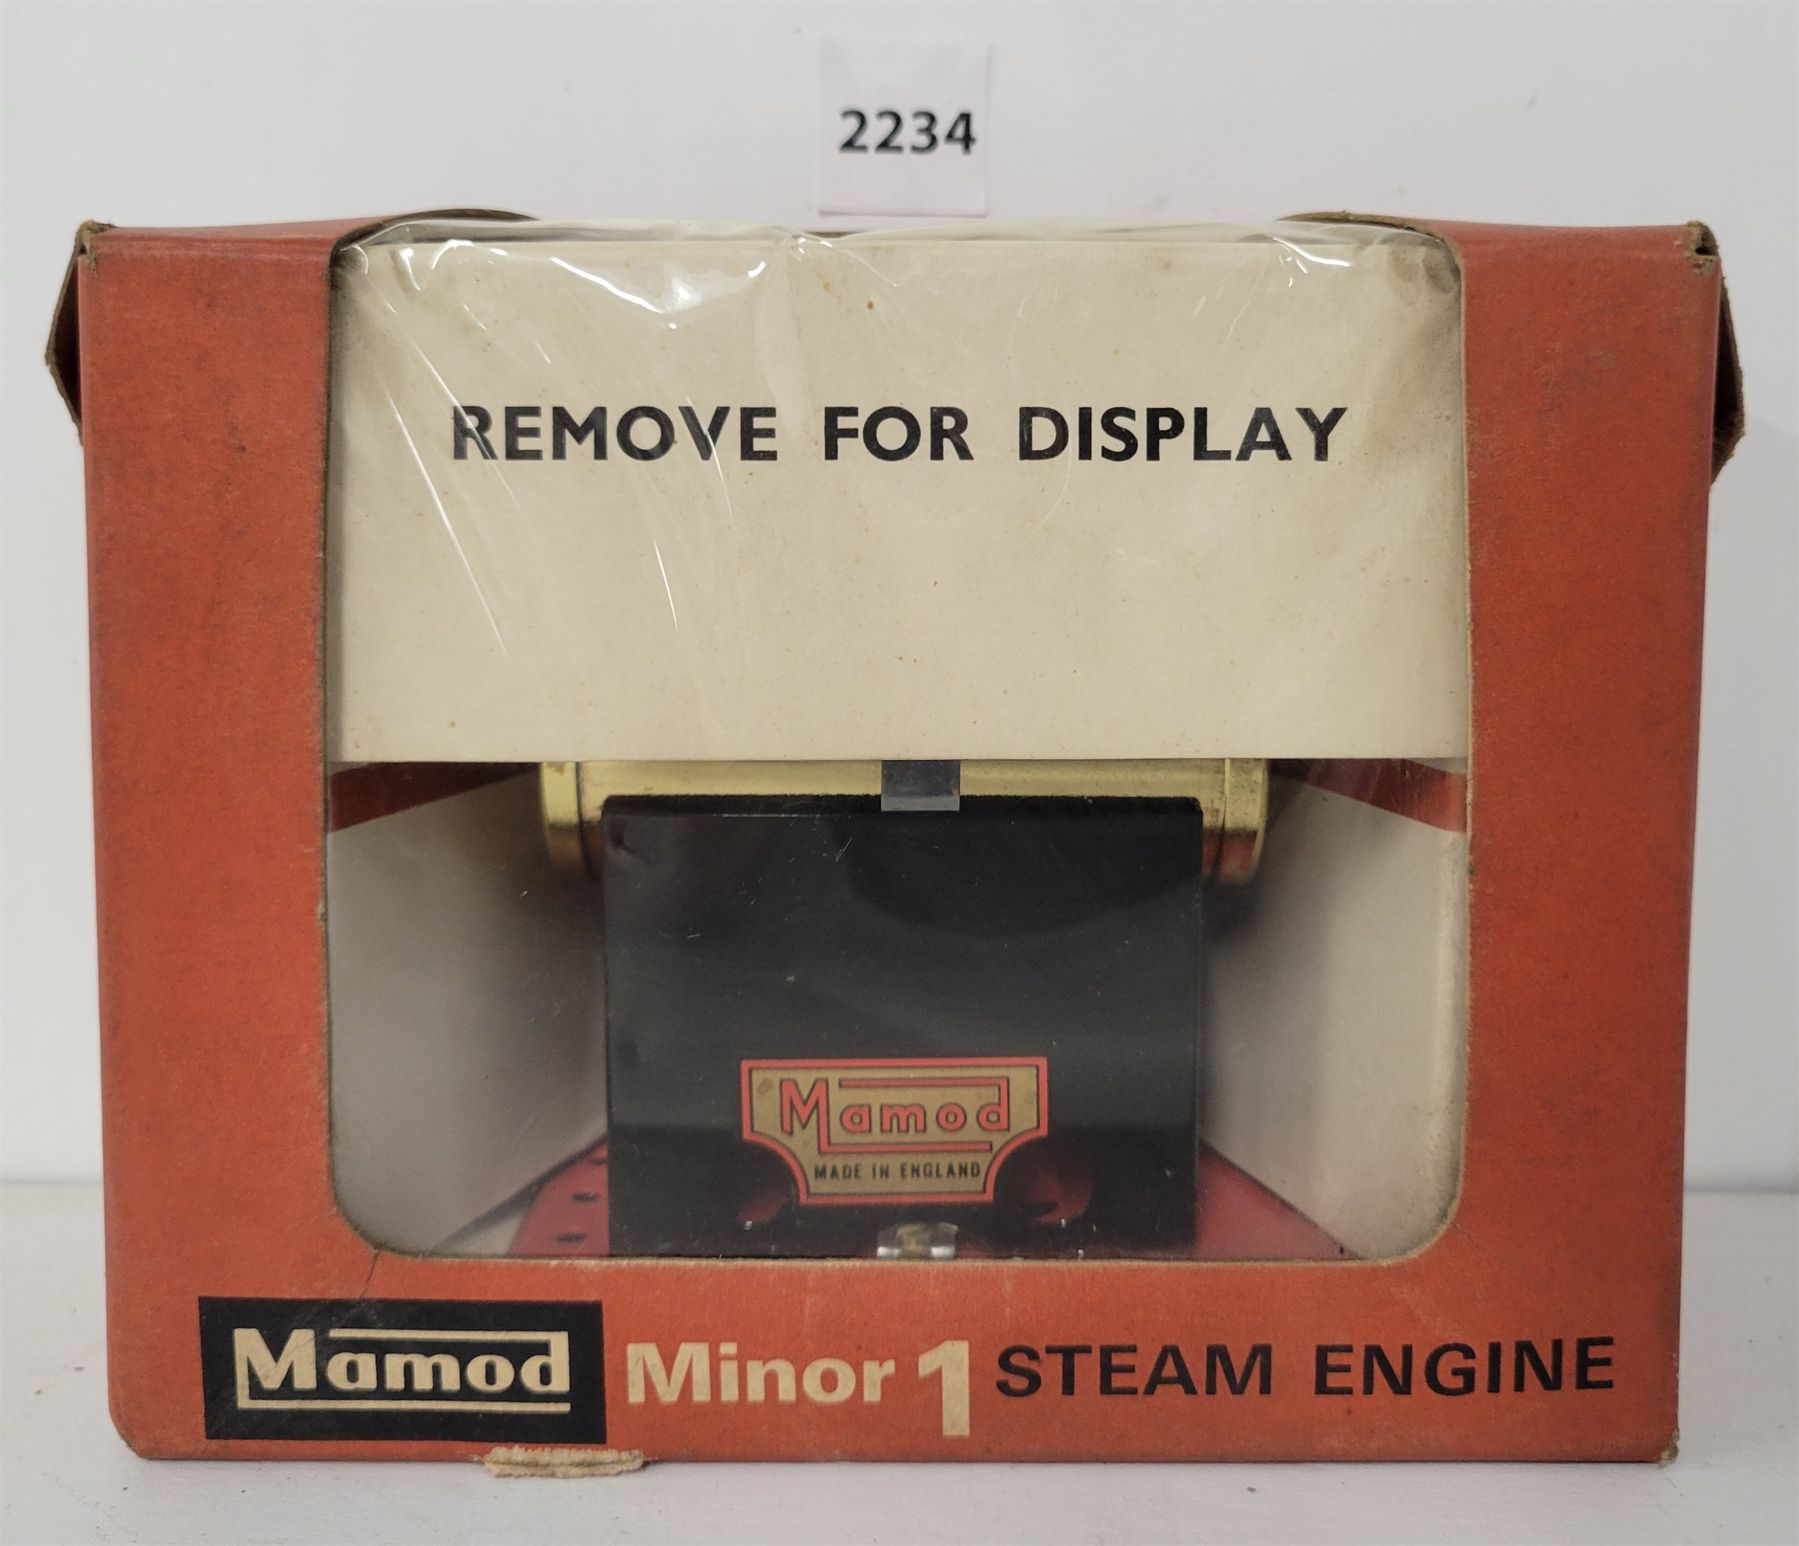 2234
REMOVE FOR DISPLAY
Mamod
MADE IN ENGLAND
Mamod Minor 1 STEAM ENGINE